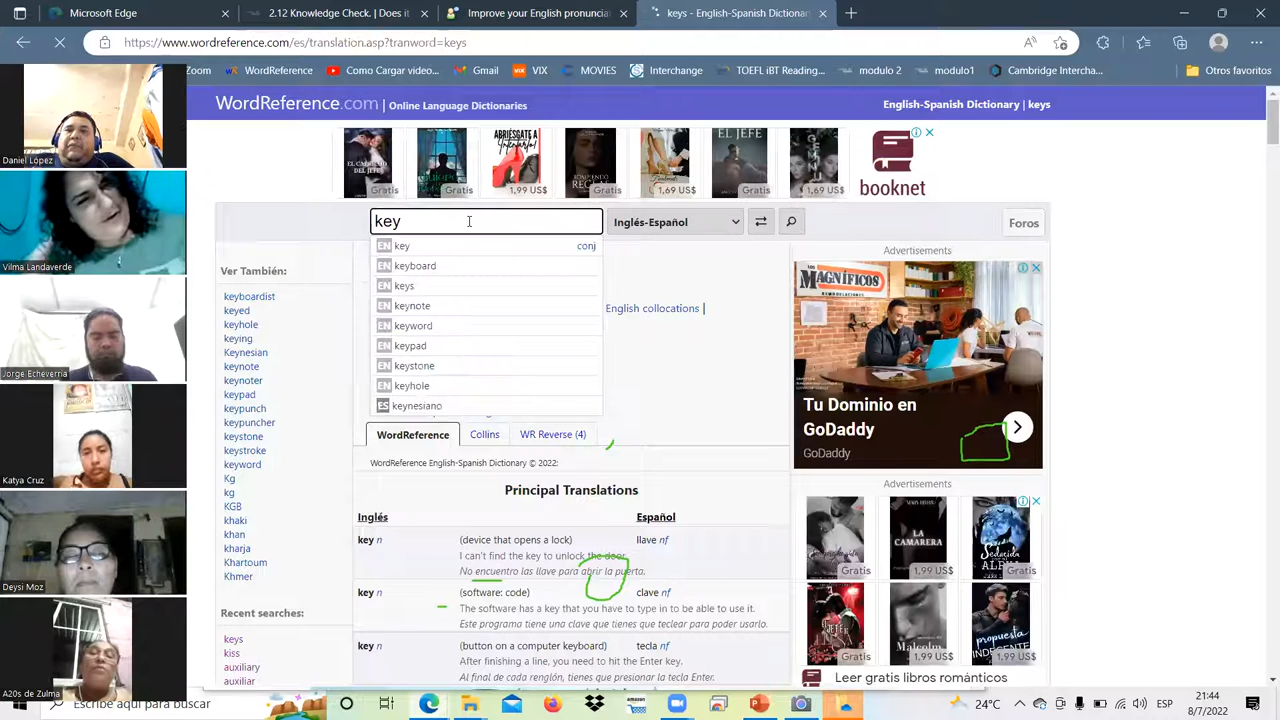 Microsoft Edge
2.12 Do
your English pronunciat
keys - English-Spanish Dictionary
https://www.wordreference.com/es/translation.asp?tranword=keys
Zoom
WordReference
Como Cargar video...
Gmail
VIX
MOVIES
Interchange
TOEFL iBT Reading...
modulo 2
modulo1
Cambridge Intercha...
Otros favoritos
WordReference.com | Online Language Dictionaries
English-Spanish Dictionary | keys
Gratis
Gratis
1,99 US$
Gratis
Gratis
Gratis
1,69 US$
booknet
key
Inglés-Español
Foros
EN key
conj
EN keyboard
EN keys
EN keynote
EN keyword
EN keypad
EN keystone
EN keyhole
ES keynesiano
English collocations |
Ver También:
keyboardist
keyed
keyhole
keying
Keynesian
keynote
keynoter
keypad
keypunch
keypuncher
keystone
keystroke
keyword
Kg
kg
KGB
khaki
khan
kharja
Khartoum
Khmer
Recent searches:
keys
kiss
auxiliary
auxiliar
WordReference
Collins
WR Reverse (4)
WordReference English-Spanish Dictionary © 2022:
Principal Translations
Inglés
Español
key n
(device that opens a lock)
llave nf
I can't find the key to unlock the door.
No encuentro las llave para abrir la puerta.
key n
(software: code)
clave nf
The software has a key that you have to type in to be able to use it.
Este programa tiene una clave que tienes que teclear para poder usarlo.
key n
(button on a computer keyboard)
tecla nf
After finishing a line, you need to hit the Enter key.
Al final de cada renglón, tienes que presionar la tecla Enter.
Advertisements
LOS MAGNÍFICOS
Tu Dominio en
GoDaddy
GoDaddy
Advertisements
Gratis
LA CAMARERA
1,99 US$
Gratis
Gratis
1,99 US$
1,99 US$
Leer gratis libros románticos
Daniel López
Vilma Landaverde
Jorge Echeverria
Katya Cruz
Deysi Moz
A20s de Zulma
para buscar
24°C
ESP
21:44
8/7/2022